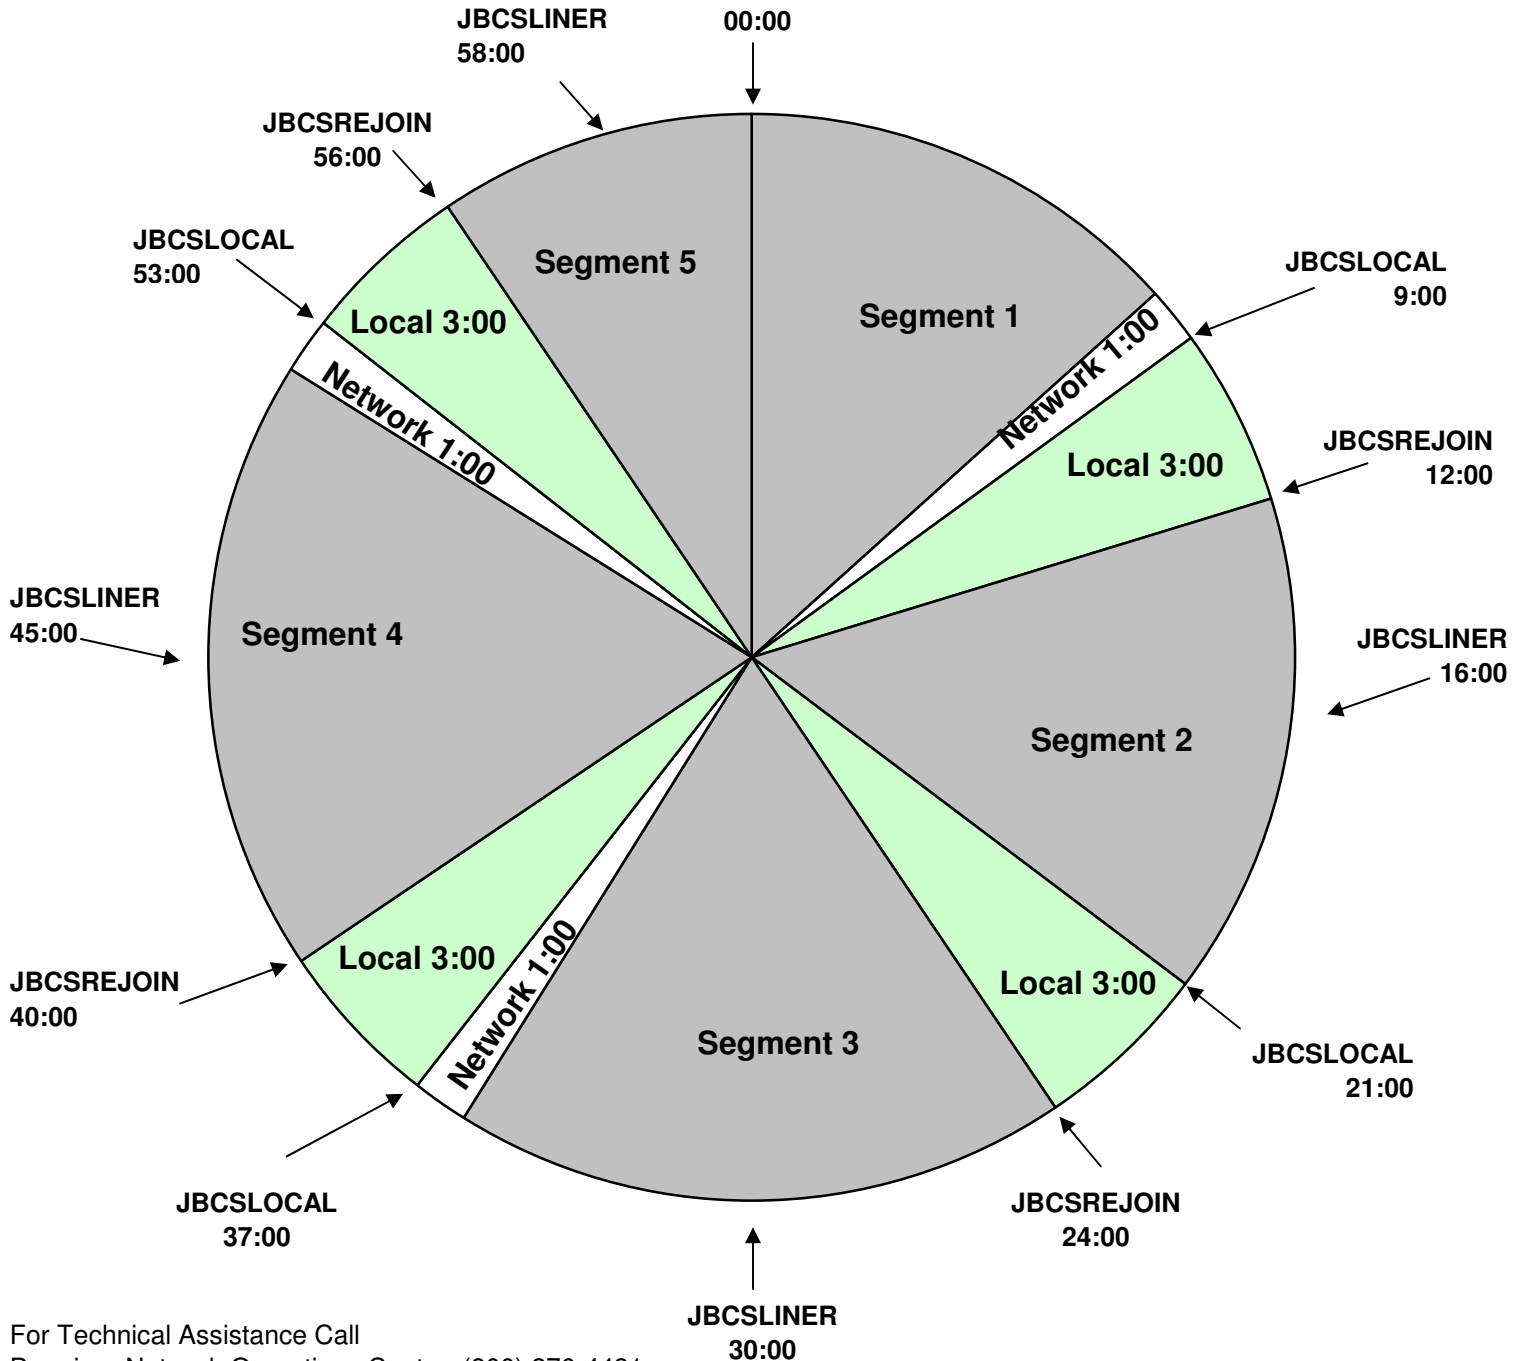 JBCSLINER
58:00
00:00
JBCSREJOIN
56:00
JBCSLOCAL
53:00
Segment 5
Local 3:00
Network 1:00
Segment 1
Network 1:00
JBCSLOCAL
9:00
Local 3:00
JBCSREJOIN
12:00
JBCSLINER
45:00
Segment 4
JBCSLINER
16:00
Segment 2
Local 3:00
Network 1:00
JBCSREJOIN
40:00
Segment 3
Local 3:00
JBCSLOCAL
21:00
JBCSLOCAL
37:00
JBCSREJOIN
24:00
JBCSLINER
30:00
For Technical Assistance Call